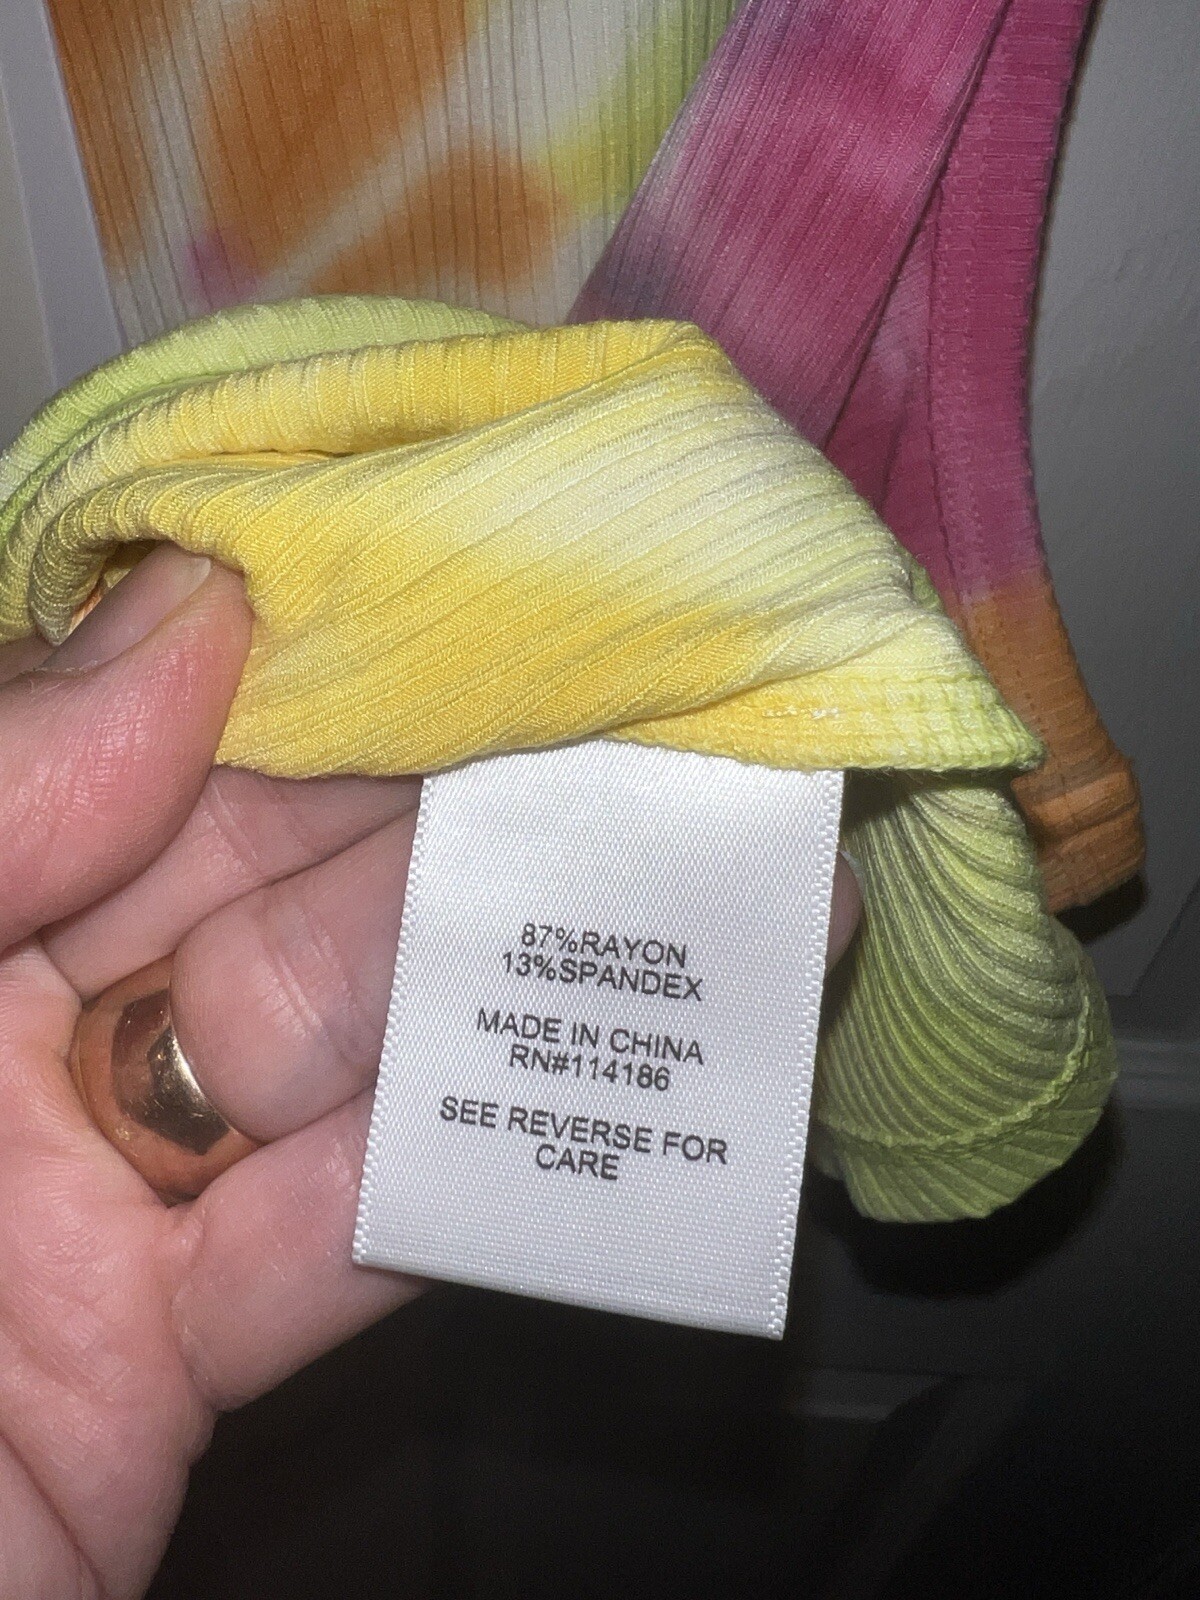 87%RAYON
13%SPANDEX
MADE IN CHINA
RN#114186
SEE REVERSE FOR
CARE